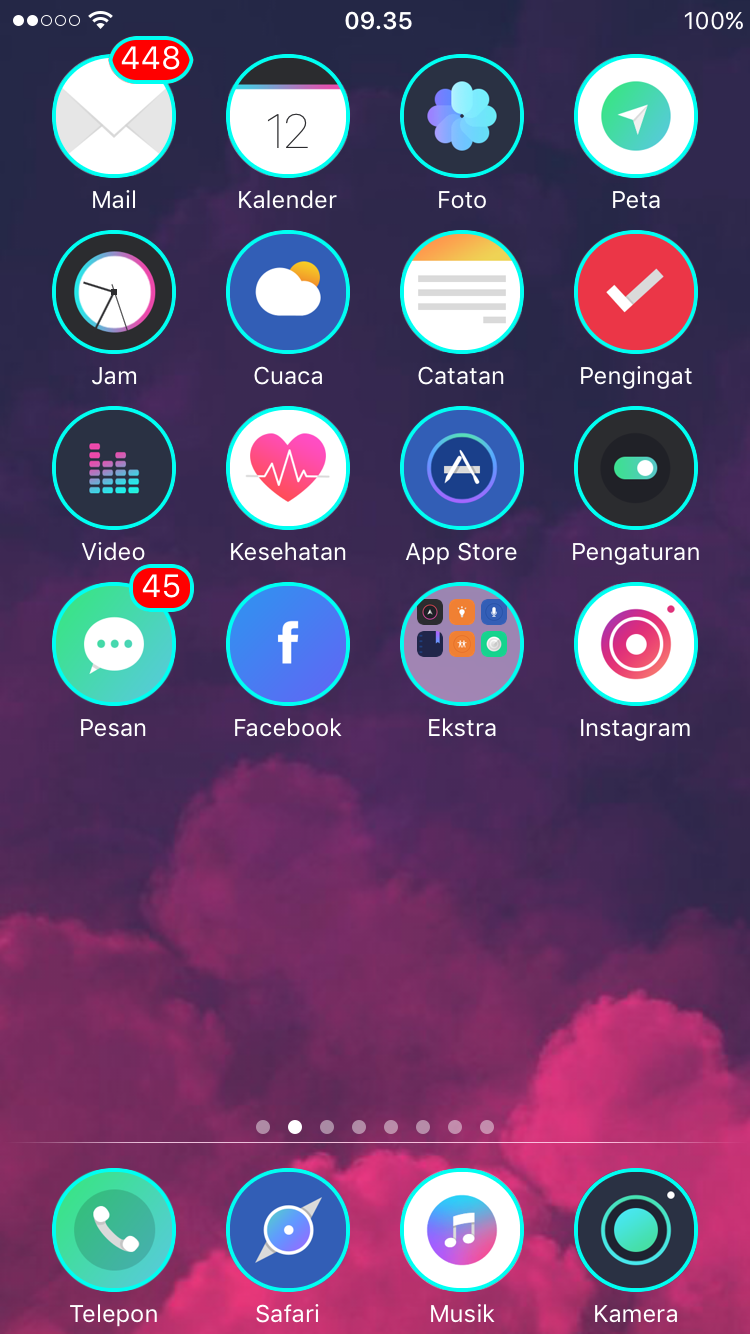 09.35
100%
448
12
Mail
Kalender
Foto
Peta
Jam
Cuaca
Catatan
Pengingat
Video
Kesehatan
App Store
Pengaturan
45
f
Pesan
Facebook
Ekstra
Instagram
Telepon
Safari
Musik
Kamera